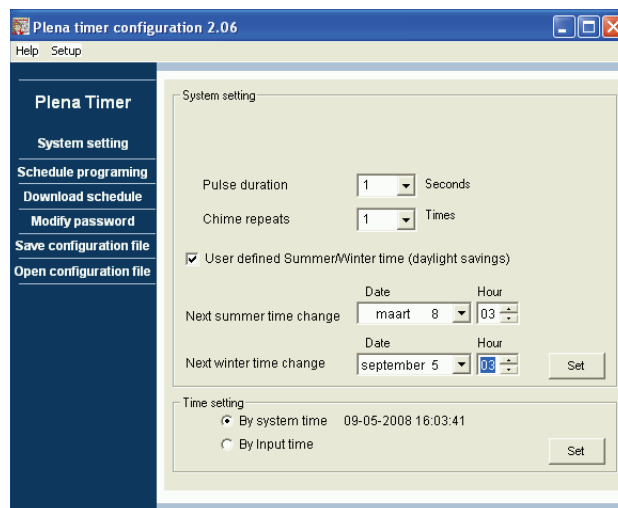 Plena timer configuration 2.06
Help Setup
Plena Timer
System setting
Schedule programing
Download schedule
Modify password
Save configuration file
Open configuration file
System setting
Pulse duration 1 Seconds
Chime repeats 1 Times
User defined Summer/Winter time (daylight savings)
Date Hour
Next summer time change maart 8 03
Date Hour
Next winter time change september 5 03 Set
Time setting
By system time 09-05-2008 16:03:41
By Input time
Set